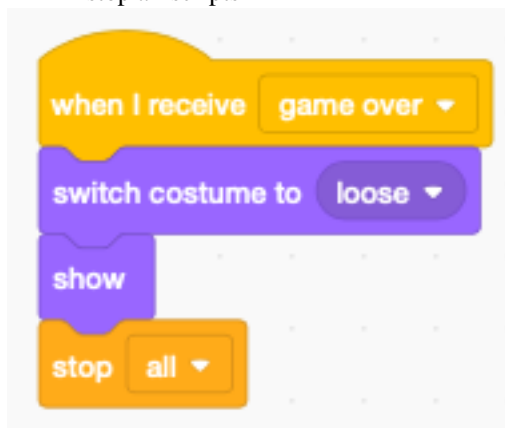 when I receive game over
switch costume to loose
show
stop all